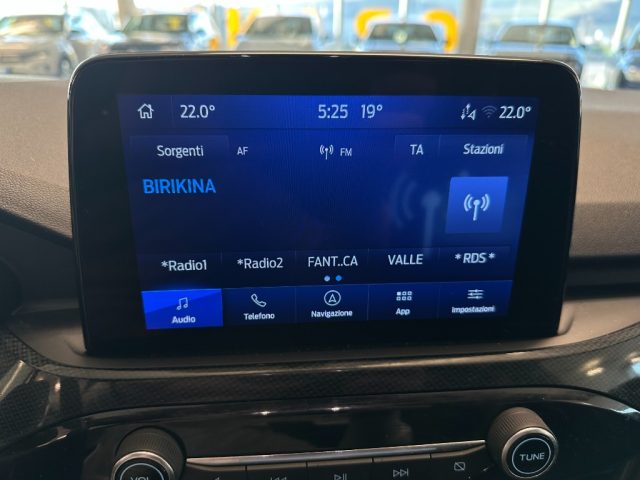 22.0° 5:25 19° 22.0°
Sorgenti AF FM TA Stazioni
BIRIKINA
*Radio1 *Radio2 FANT..CA VALLE *RDS*
Audio Telefono Navigazione App Impostazioni
VOL TUNE